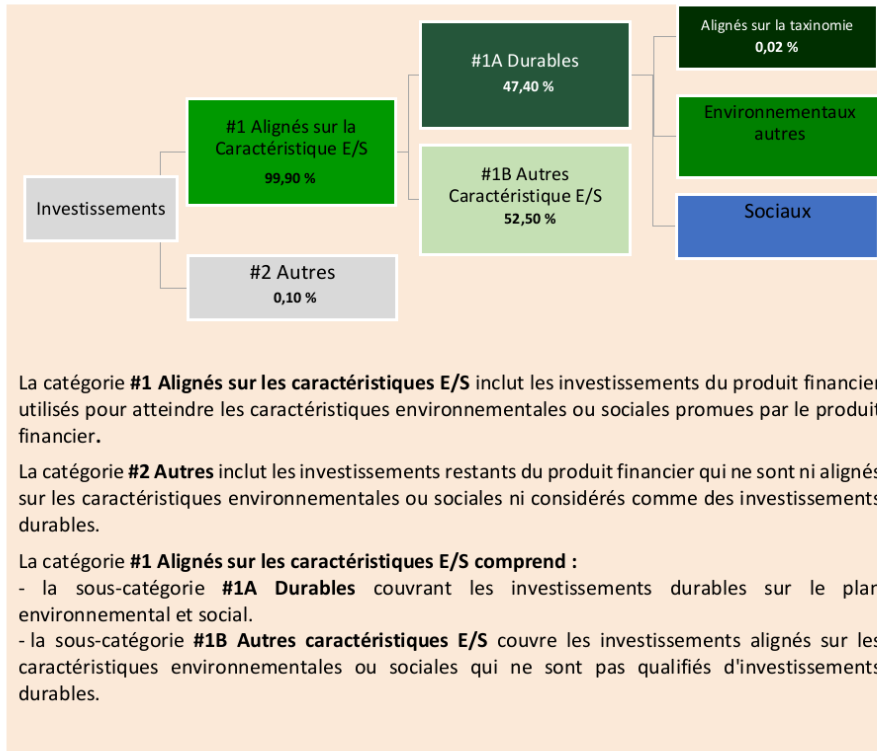 Alignés sur la taxinomie
0,02 %
#1A Durables
47,40 %
Environnementaux
autres
#1 Alignés sur la
Caractéristique E/S
99,90 %
#1B Autres
Caractéristique E/S
52,50 %
Investissements
Sociaux
#2 Autres
0,10 %
La catégorie #1 Alignés sur les caractéristiques E/S inclut les investissements du produit financier
utilisés pour atteindre les caractéristiques environnementales ou sociales promues par le produit
financier.
La catégorie #2 Autres inclut les investissements restants du produit financier qui ne sont ni alignés
sur les caractéristiques environnementales ou sociales ni considérés comme des investissements
durables.
La catégorie #1 Alignés sur les caractéristiques E/S comprend :
- la sous-catégorie #1A Durables couvrant les investissements durables sur le plan
environnemental et social.
- la sous-catégorie #1B Autres caractéristiques E/S couvre les investissements alignés sur les
caractéristiques environnementales ou sociales qui ne sont pas qualifiés d'investissements
durables.